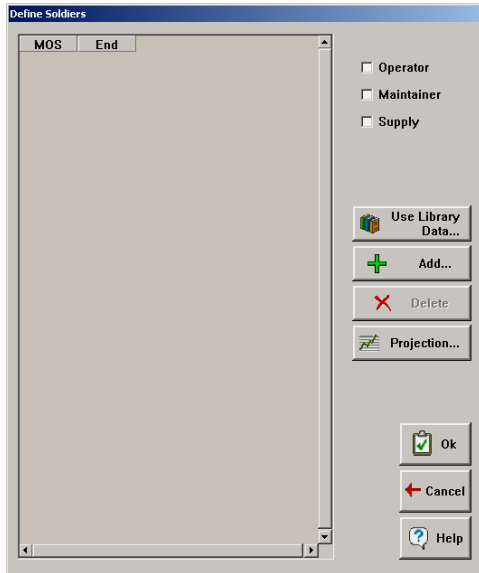 Define Soldiers
MOS End
Operator
Maintainer
Supply
Use Library
Data...
Add...
Delete
Projection...
Ok
Cancel
Help